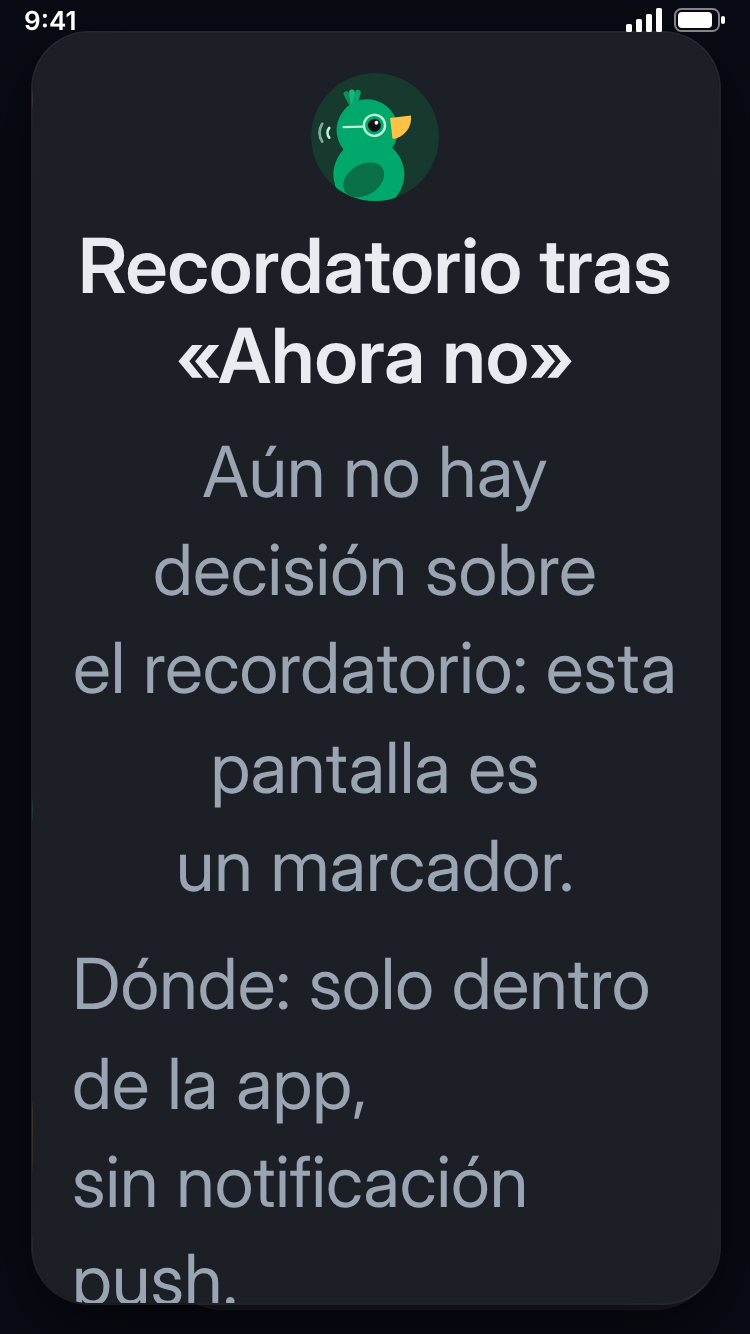 9:41
Recordatorio tras
«Ahora no»
Aún no hay
decisión sobre
el recordatorio: esta
pantalla es
un marcador.
Dónde: solo dentro
de la app,
sin notificación
push.